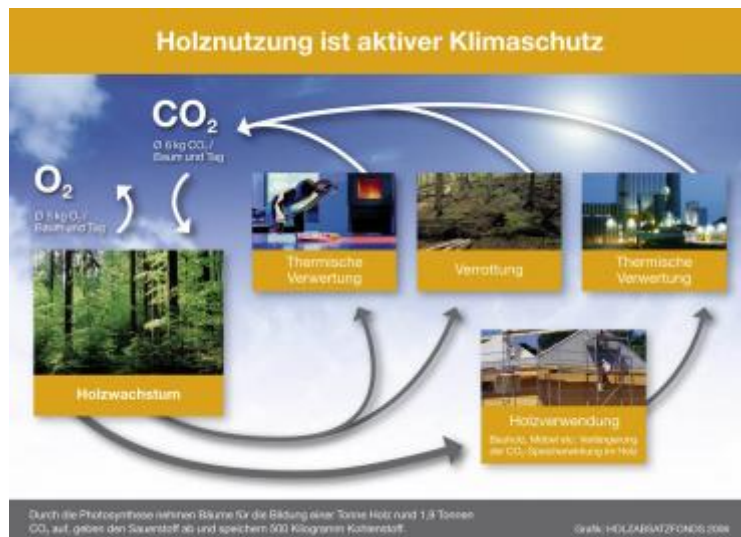 Holznutzung ist aktiver Klimaschutz
CO₂
Ø 6 kg CO₂ /
Baum und Tag
O₂
Ø 5 kg O₂ /
Baum und Tag
Thermische
Verwertung
Verrottung
Thermische
Verwertung
Holzwachstum
Holzverwendung
Bauholz, Möbel etc. Verlängerung
der CO₂-Speicherwirkung im Holz
Durch die Photosynthese nehmen Bäume für die Bildung einer Tonne Holz rund 1,9 Tonnen
CO₂ auf, geben den Sauerstoff ab und speichern 500 Kilogramm Kohlenstoff.
Grafik: HOLZABSATZFONDS